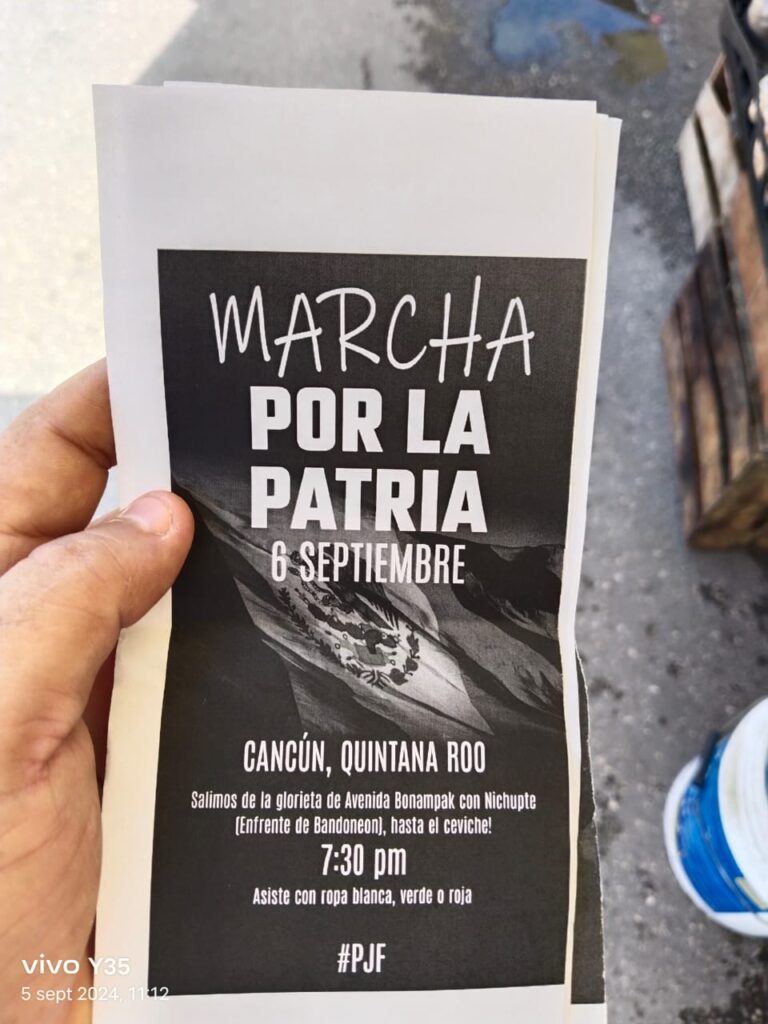 MARCHA
POR LA
PATRIA
6 SEPTIEMBRE
CANCÚN, QUINTANA ROO
Salimos de la glorieta de Avenida Bonampak con Nichupte
(Enfrente de Bandoneon), hasta el ceviche!
7:30 pm
Asiste con ropa blanca, verde o roja
#PJF
vivo Y35
5 sept 2024, 11:12